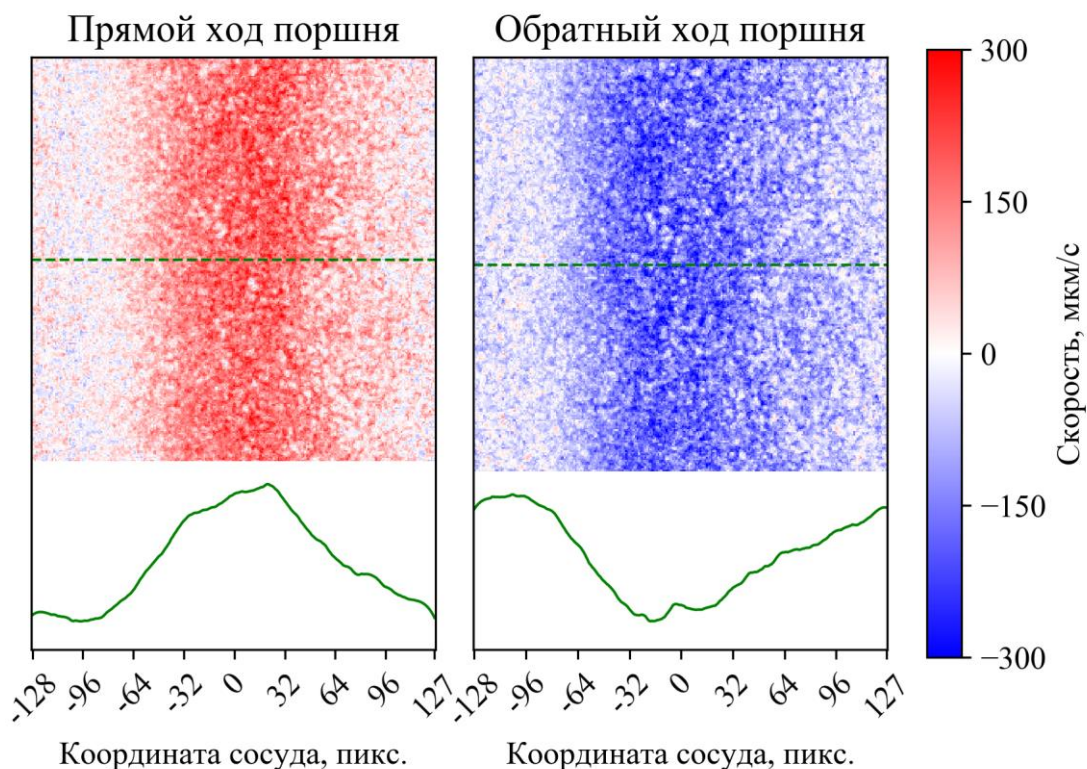 Прямой ход поршня
Обратный ход поршня
300
150
0
−150
−300
Скорость, мкм/с
-128 -96 -64 -32 0 32 64 96 127
-128 -96 -64 -32 0 32 64 96 127
Координата сосуда, пикс.
Координата сосуда, пикс.